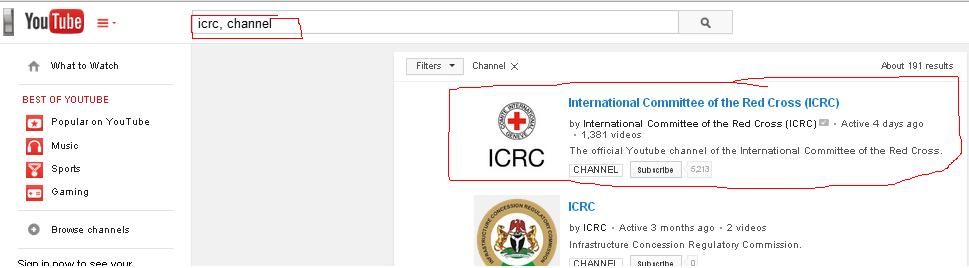 YouTube
icrc, channel
What to Watch
BEST OF YOUTUBE
Popular on YouTube
Music
Sports
Gaming
Browse channels
Sign in now to see your
Filters Channel X About 191 results
COMITE INTERNATIONAL GENEVE
ICRC
International Committee of the Red Cross (ICRC)
by International Committee of the Red Cross (ICRC) • Active 4 days ago
• 1,381 videos
The official Youtube channel of the International Committee of the Red Cross.
CHANNEL Subscribe 5,213
INFRASTRUCTURE CONCESSION REGULATORY COMMISSION
ICRC
by ICRC • Active 3 months ago • 2 videos
Infrastructure Concession Regulatory Commission.
CHANNEL Subscribe 0